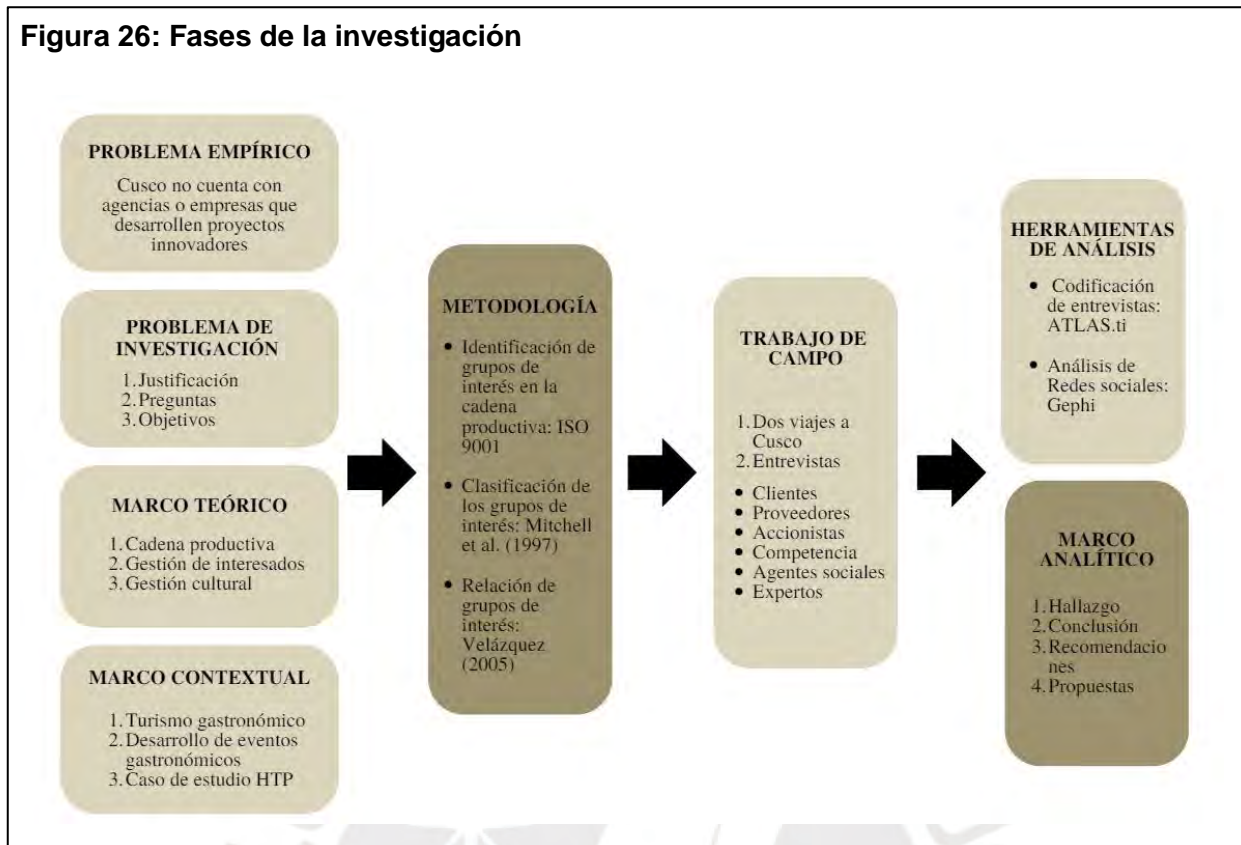 Figura 26: Fases de la investigación
PROBLEMA EMPÍRICO
Cusco no cuenta con
agencias o empresas que
desarrollen proyectos
innovadores
PROBLEMA DE
INVESTIGACIÓN
1. Justificación
2. Preguntas
3. Objetivos
MARCO TEÓRICO
1. Cadena productiva
2. Gestión de interesados
3. Gestión cultural
MARCO CONTEXTUAL
1. Turismo gastronómico
2. Desarrollo de eventos
gastronómicos
3. Caso de estudio HTP
METODOLOGÍA
• Identificación de
grupos de
interés en la
cadena
productiva: ISO
9001
• Clasificación de
los grupos de
interés: Mitchell
et al. (1997)
• Relación de
grupos de
interés:
Velázquez
(2005)
TRABAJO DE
CAMPO
1. Dos viajes a
Cusco
2. Entrevistas
• Clientes
• Proveedores
• Accionistas
• Competencia
• Agentes sociales
• Expertos
HERRAMIENTAS
DE ANÁLISIS
• Codificación
de entrevistas:
ATLAS.ti
• Análisis de
Redes sociales:
Gephi
MARCO
ANALÍTICO
1. Hallazgo
2. Conclusión
3. Recomendacio
nes
4. Propuestas